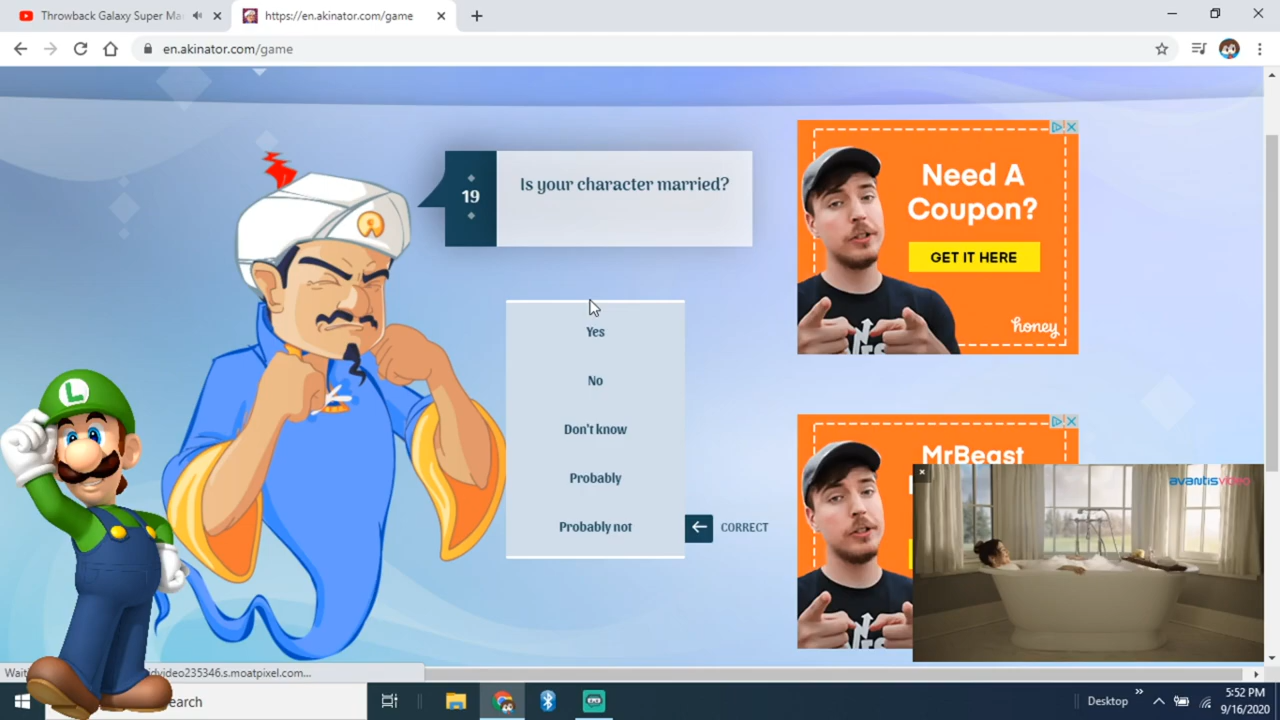 Throwback Galaxy Super Ma
https://en.akinator.com/game
en.akinator.com/game
19
Is your character married?
Yes
No
Don't know
Probably
Probably not
CORRECT
Need A
Coupon?
GET IT HERE
honey
MrBeast
avantisvideo
L
Wait
dvideo235346.s.moatpixel.com...
earch
Desktop
5:52 PM
9/16/2020